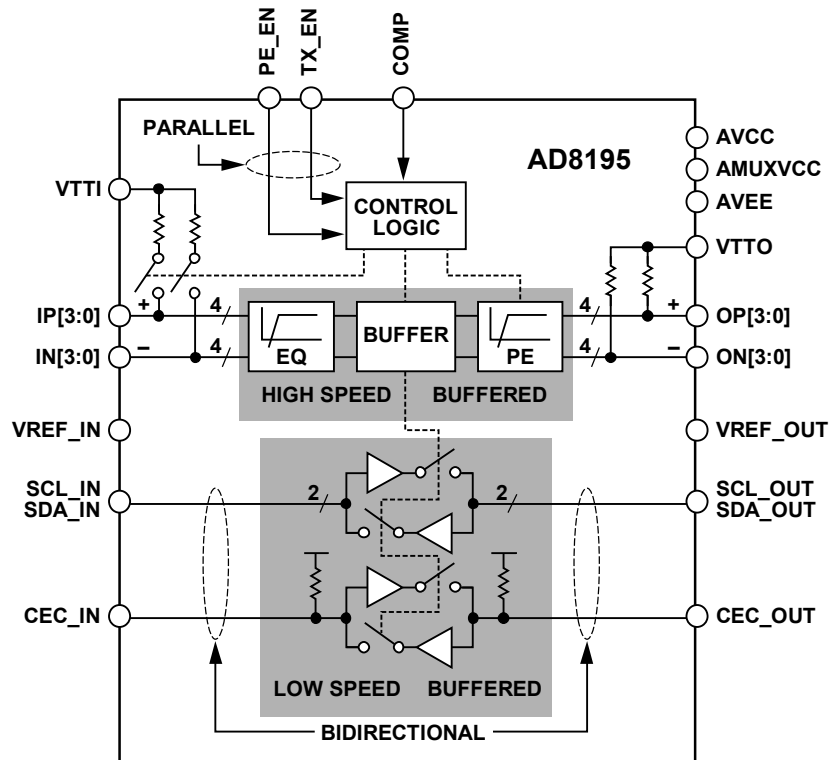 PE_EN
TX_EN
COMP
PARALLEL
AD8195
AVCC
AMUXVCC
AVEE
VTTI
CONTROL
LOGIC
VTTO
IP[3:0]
+
4
4
+
OP[3:0]
BUFFER
IN[3:0]
−
4
EQ
PE
4
−
ON[3:0]
HIGH SPEED
BUFFERED
VREF_IN
VREF_OUT
SCL_IN
SDA_IN
2
2
SCL_OUT
SDA_OUT
CEC_IN
CEC_OUT
LOW SPEED
BUFFERED
BIDIRECTIONAL